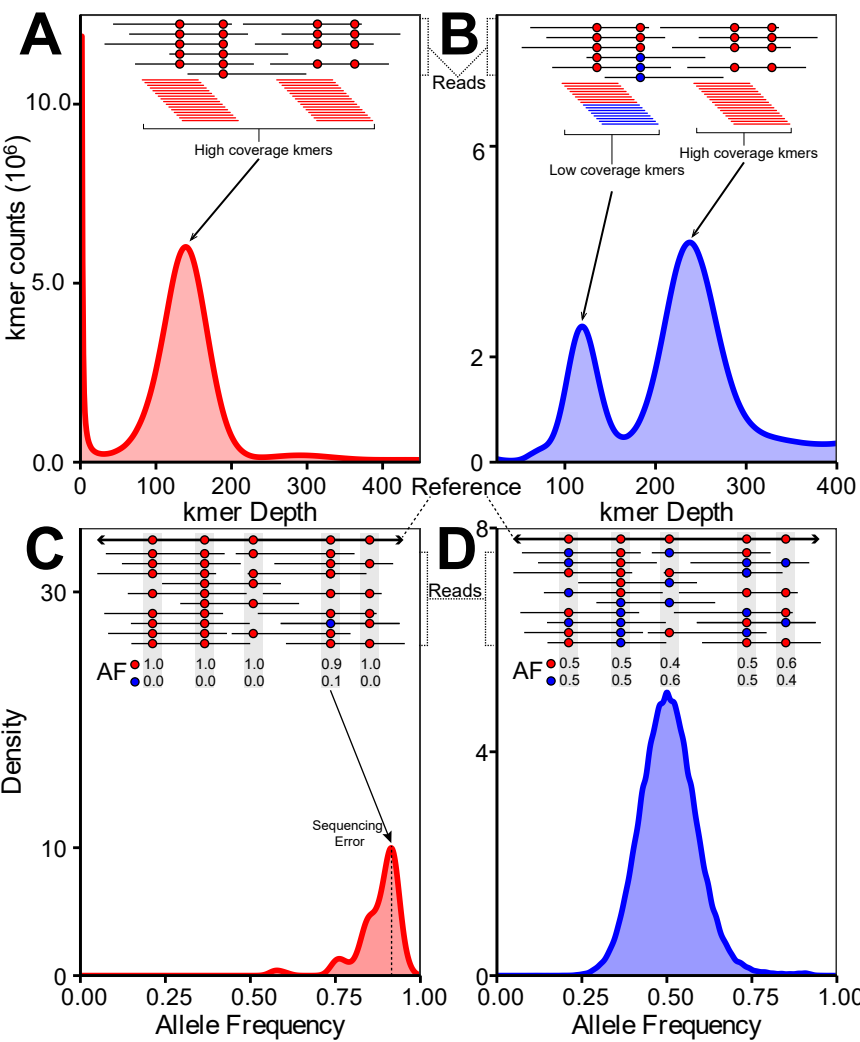 A
B
Reads
High coverage kmers
Low coverage kmers
High coverage kmers
kmer counts (10⁶)
10.0
5.0
0.0
0
100
200
300
400
kmer Depth
6
2
0
100
200
300
400
kmer Depth
Reference
C
D
Reads
30
10
0
Density
AF
1.0 1.0 1.0 0.9 1.0
0.0 0.0 0.0 0.1 0.0
Sequencing
Error
0.00 0.25 0.50 0.75 1.00
Allele Frequency
8
4
0
AF
0.5 0.5 0.4 0.5 0.6
0.5 0.5 0.6 0.5 0.4
0.00 0.25 0.50 0.75 1.00
Allele Frequency